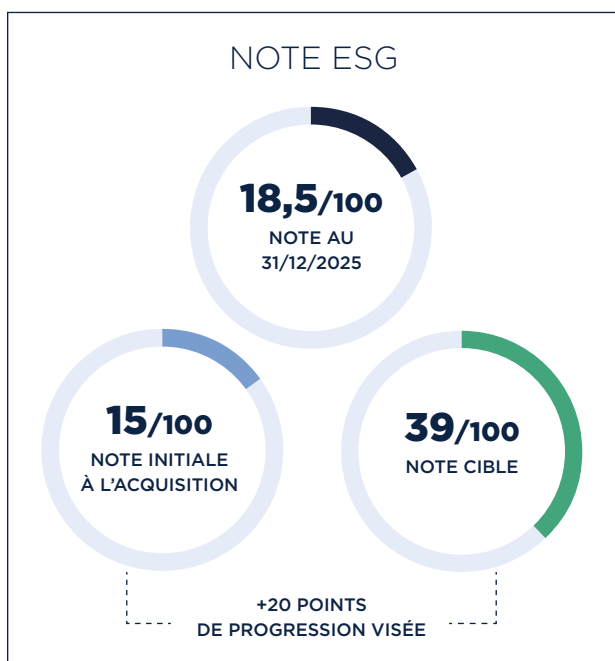 NOTE ESG
18,5/100
NOTE AU
31/12/2025
15/100
NOTE INITIALE
À L'ACQUISITION
39/100
NOTE CIBLE
+20 POINTS
DE PROGRESSION VISÉE